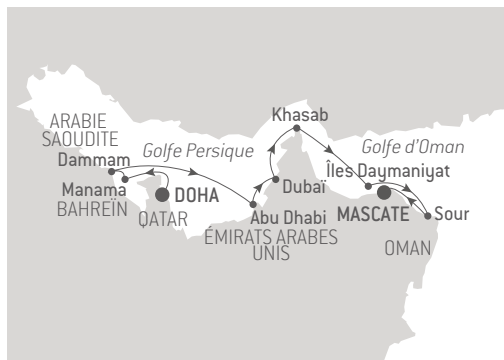 Khasab
ARABIE
SAOUDITE
Golfe Persique
Golfe d'Oman
Dammam
Îles Daymaniyat
Manama
DOHA
Dubaï
BAHREÏN
QATAR
Abu Dhabi
MASCATE
Sour
ÉMIRATS ARABES
UNIS
OMAN